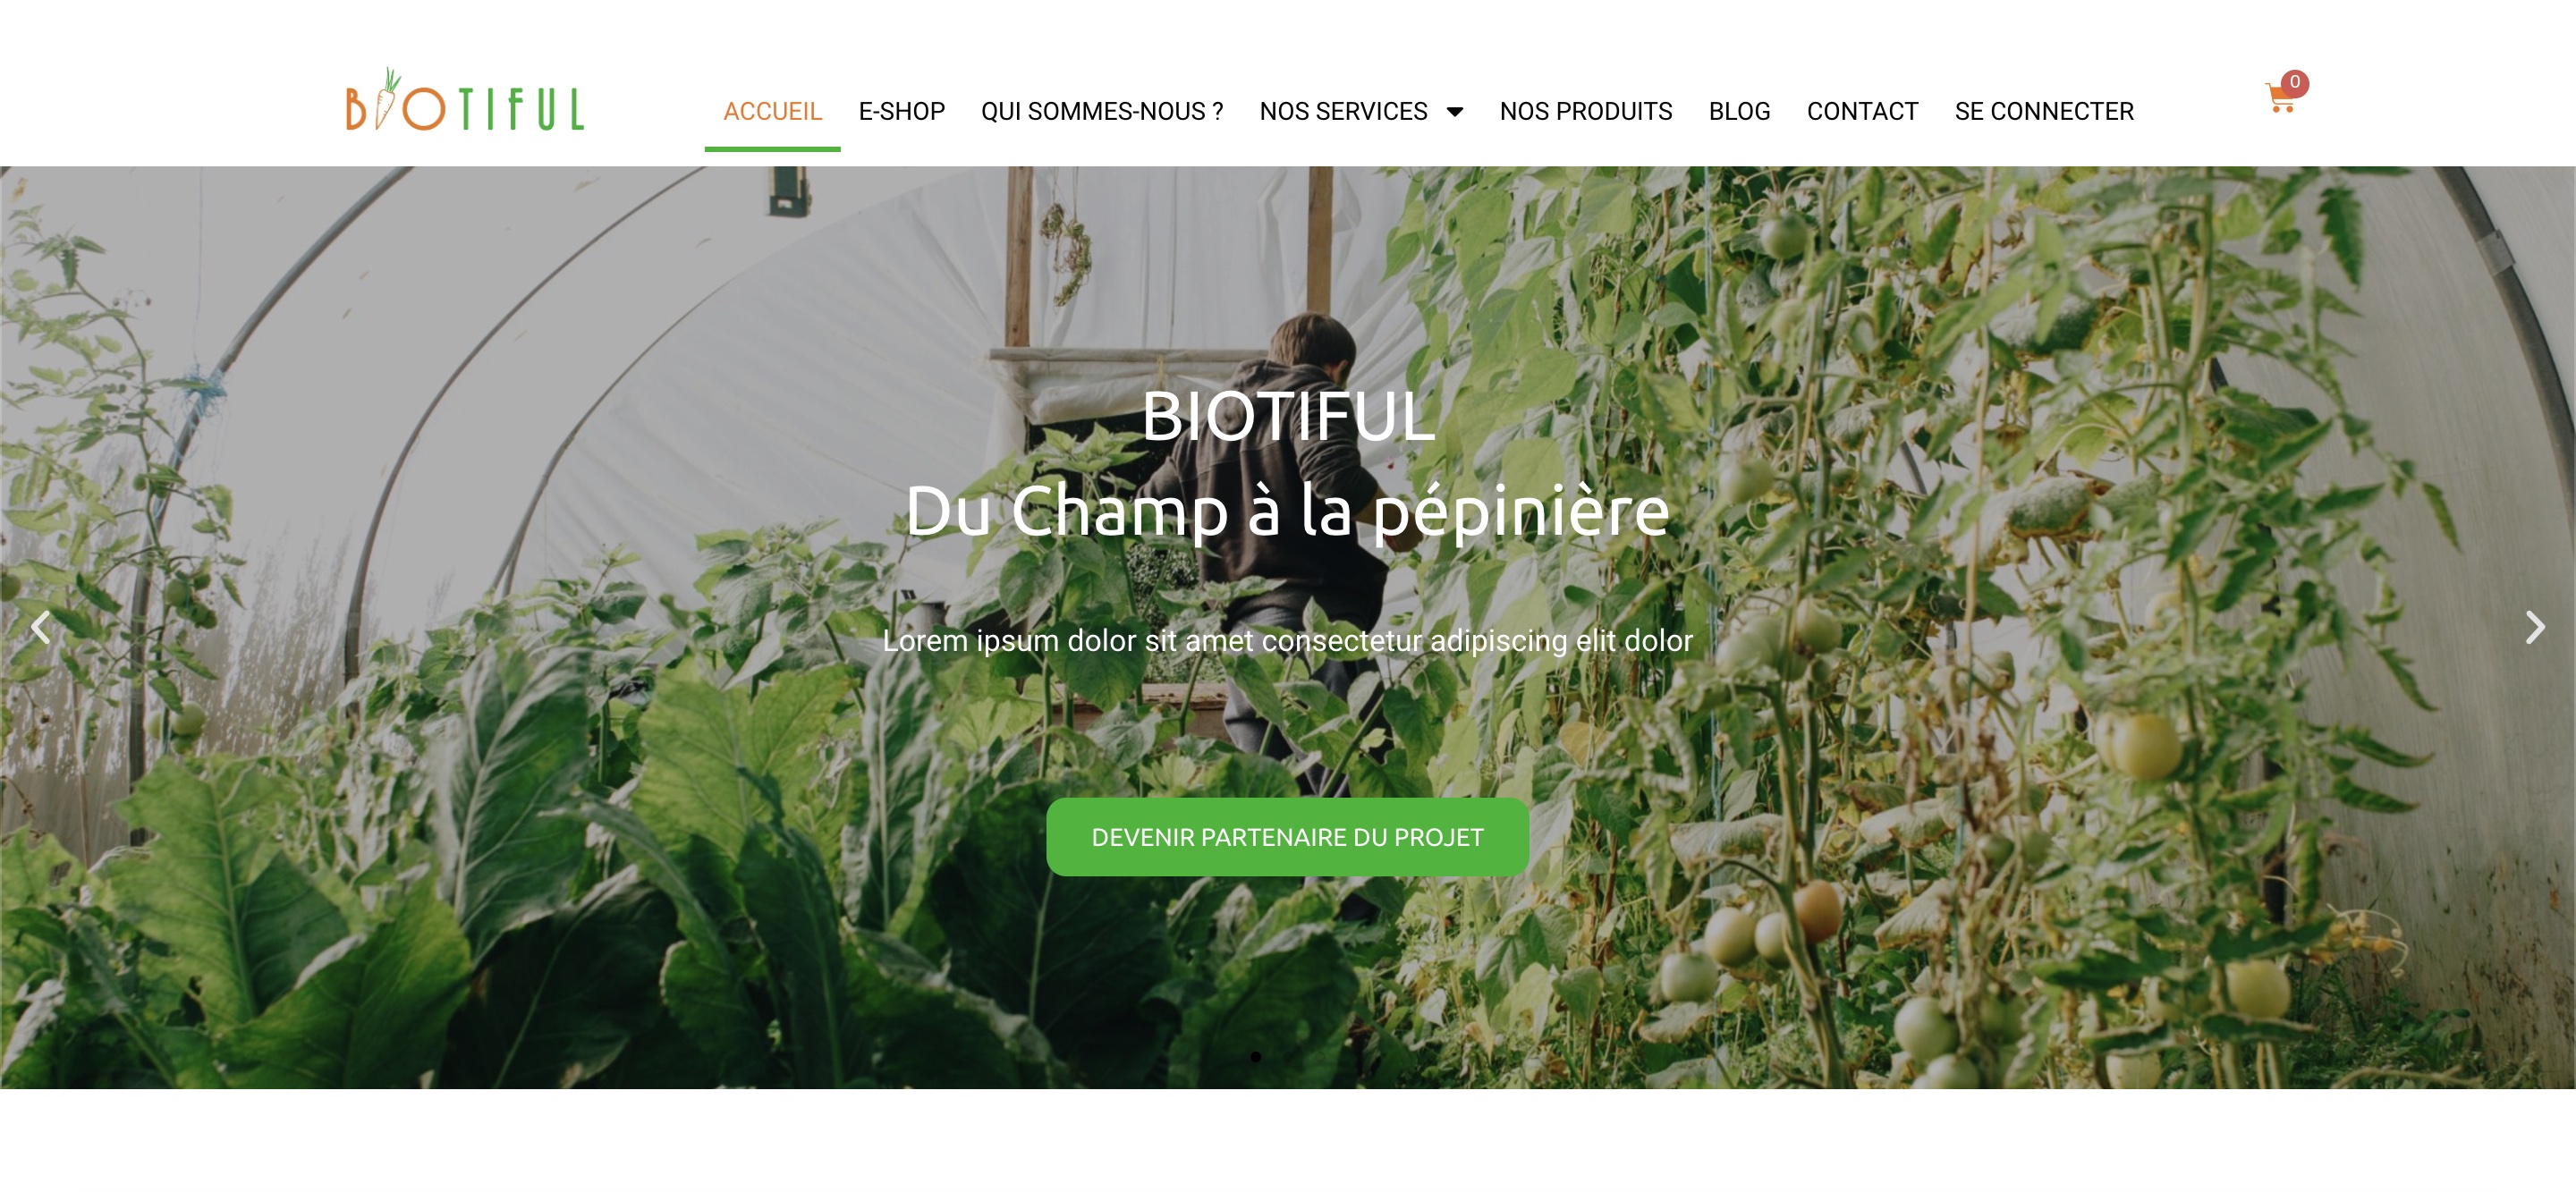 BIOTIFUL
ACCUEIL E-SHOP QUI SOMMES-NOUS ? NOS SERVICES NOS PRODUITS BLOG CONTACT SE CONNECTER
0
BIOTIFUL
Du Champ à la pépinière
Lorem ipsum dolor sit amet consectetur adipiscing elit dolor
DEVENIR PARTENAIRE DU PROJET